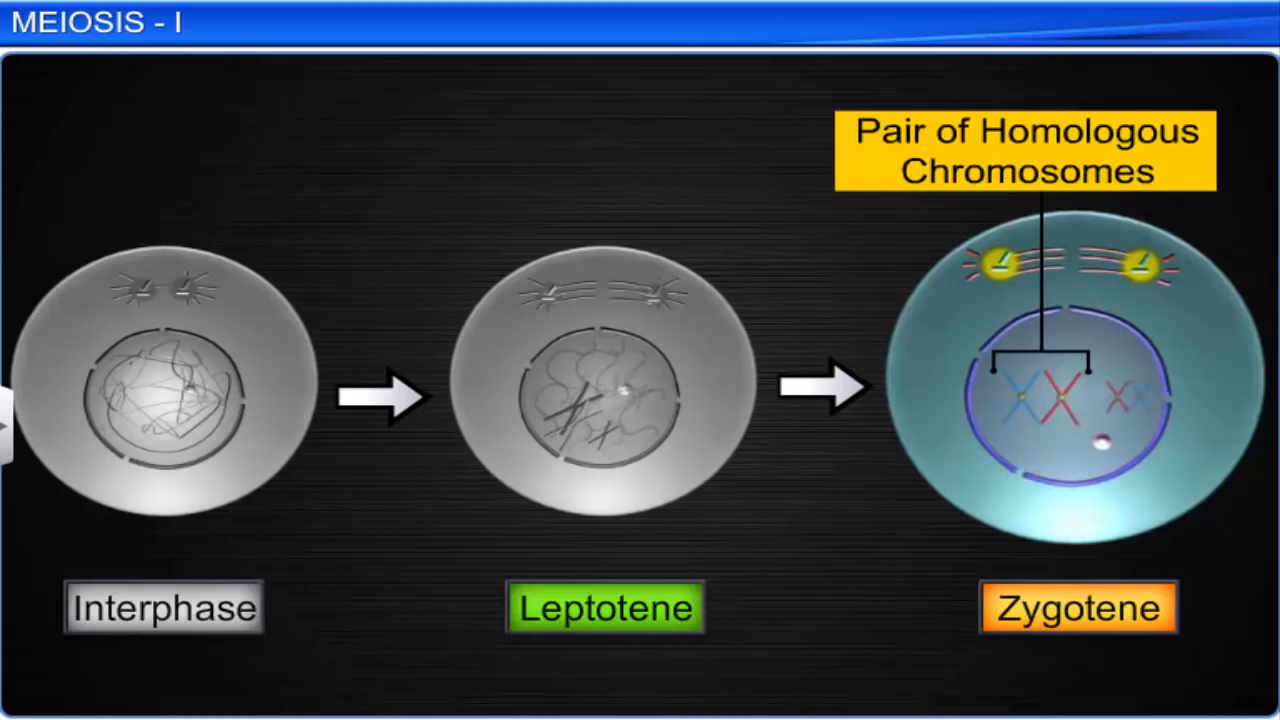 MEIOSIS - I
Pair of Homologous
Chromosomes
Interphase
Leptotene
Zygotene